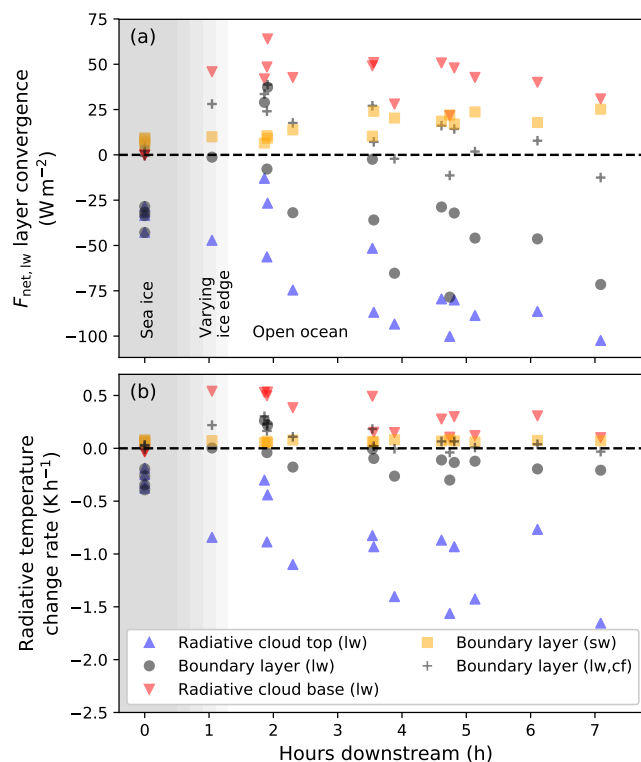 (a)
F_net,lw layer convergence
(W m⁻²)
75
50
25
0
−25
−50
−75
−100
Sea ice
Varying
ice edge
Open ocean
(b)
Radiative temperature
change rate (K h⁻¹)
0.5
0.0
−0.5
−1.0
−1.5
−2.0
−2.5
Radiative cloud top (lw)
Boundary layer (lw)
Radiative cloud base (lw)
Boundary layer (sw)
Boundary layer (lw,cf)
0 1 2 3 4 5 6 7
Hours downstream (h)